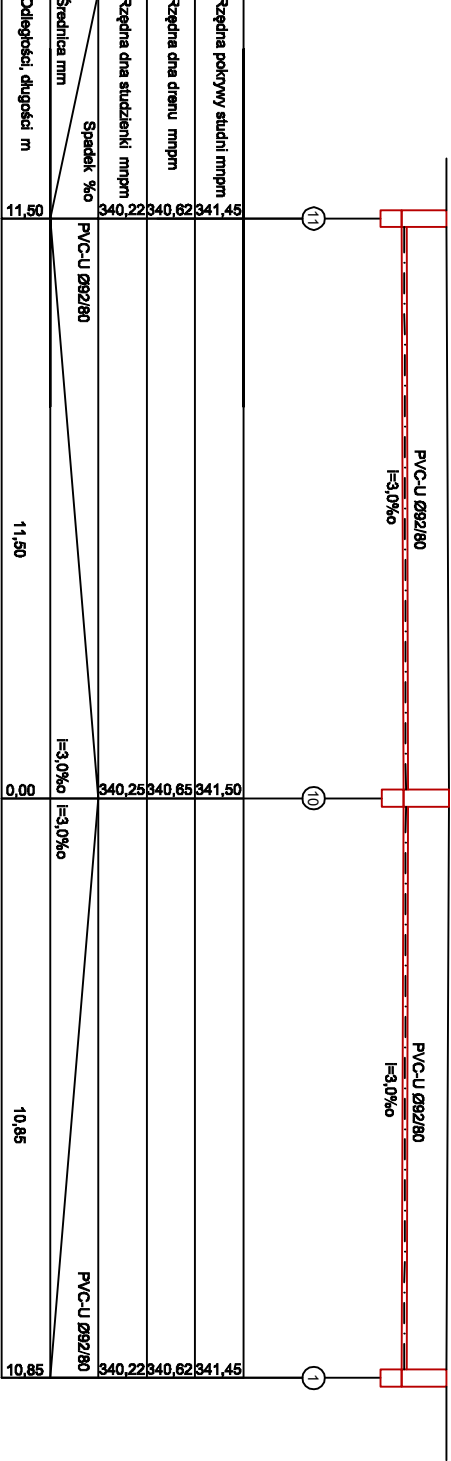 PVC-U Ø92/80
i=3,0%o
PVC-U Ø92/80
i=3,0%o
11
10
1
Rzędna pokrywy studni mnpm
341,45
341,50
341,45
Rzędna dna drenu mnpm
340,62
340,65
340,62
Rzędna dna studzienki mnpm
340,22
340,25
340,22
Spadek %o
Średnica mm
PVC-U Ø92/80
i=3,0%o
i=3,0%o
PVC-U Ø92/80
Odległości, długości m
11,50
11,50
0,00
10,85
10,85